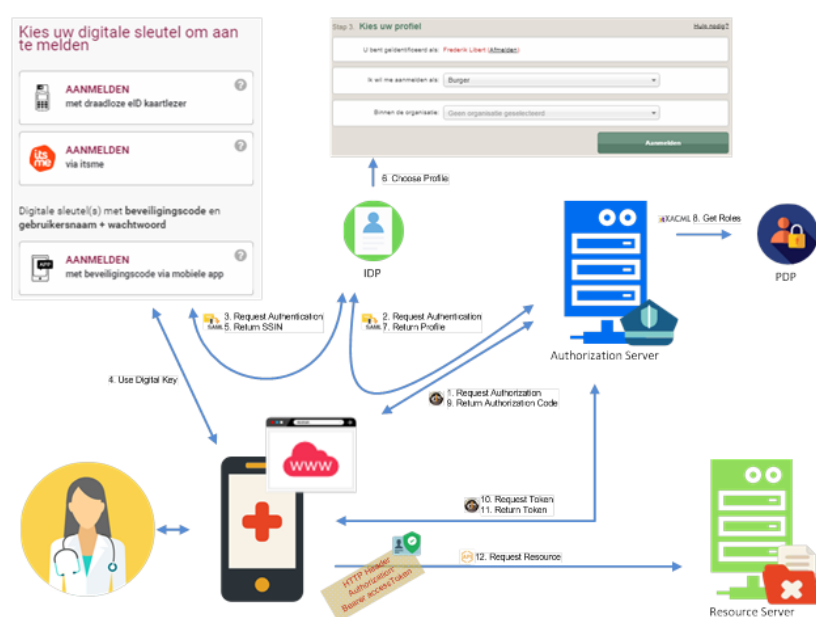 Kies uw digitale sleutel om aan
te melden
AANMELDEN
met draadloze eID kaartlezer
its
me
AANMELDEN
via itsme
Digitale sleutel(s) met beveiligingscode en
gebruikersnaam + wachtwoord
APP
AANMELDEN
met beveiligingscode via mobiele app
Step 3. Kies uw profiel
Hulp nodig?
U bent geïdentificeerd als: Frederik Libert (Afmelden)
Ik wil me aanmelden als: Burger
Binnen de organisatie: Geen organisatie geselecteerd
Aanmelden
6. Choose Profile
IDP
XACML 8. Get Roles
PDP
Authorization Server
SAML
3. Request Authentication
5. Return SSIN
SAML
2. Request Authentication
7. Return Profile
4. Use Digital Key
1. Request Authorization
9. Return Authorization Code
www
10. Request Token
11. Return Token
API 12. Request Resource
HTTP Header
Authorization
Bearer accessToken
Resource Server